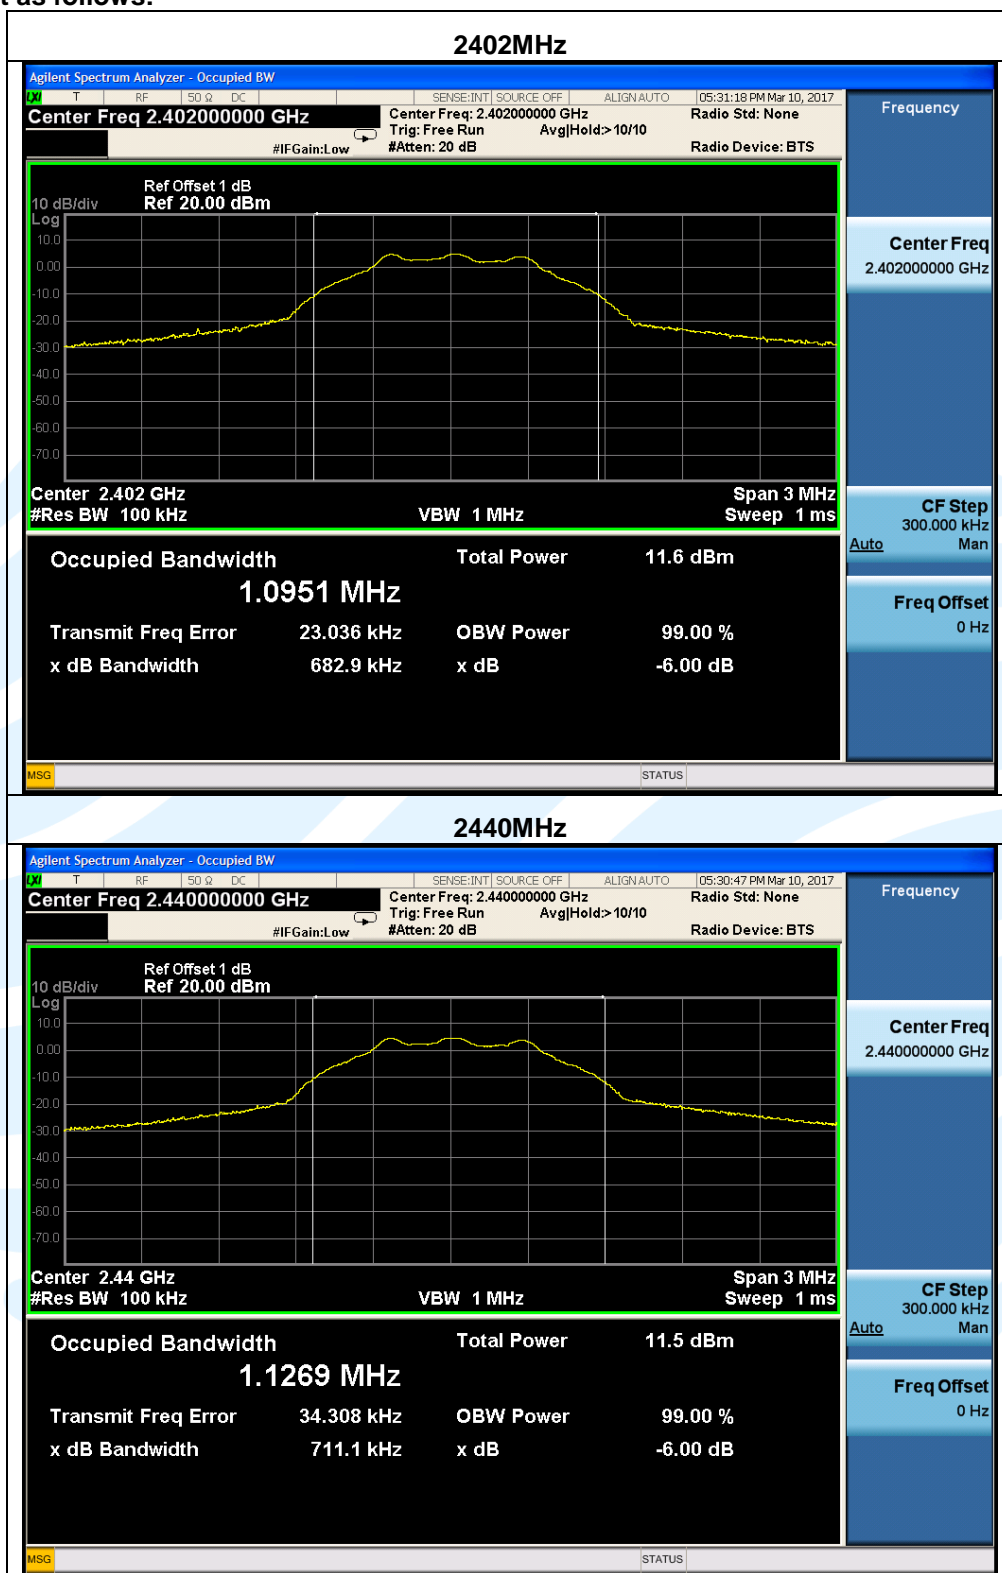 t as follows:
2402MHz
Agilent Spectrum Analyzer - Occupied BW
LXI T RF 50 Ω DC SENSE:INT SOURCE OFF ALIGN AUTO 05:31:18 PM Mar 10, 2017
Center Freq 2.402000000 GHz
Center Freq: 2.402000000 GHz
Radio Std: None
Trig: Free Run Avg|Hold:>10/10
#IFGain:Low
#Atten: 20 dB
Radio Device: BTS
Frequency
Ref Offset 1 dB
10 dB/div Ref 20.00 dBm
Log
10.0
0.00
-10.0
-20.0
-30.0
-40.0
-50.0
-60.0
-70.0
Center 2.402 GHz Span 3 MHz
#Res BW 100 kHz VBW 1 MHz Sweep 1 ms
Center Freq
2.402000000 GHz
CF Step
300.000 kHz
Auto Man
Freq Offset
0 Hz
Occupied Bandwidth Total Power 11.6 dBm
1.0951 MHz
Transmit Freq Error 23.036 kHz OBW Power 99.00 %
x dB Bandwidth 682.9 kHz x dB -6.00 dB
MSG STATUS
2440MHz
Agilent Spectrum Analyzer - Occupied BW
LXI T RF 50 Ω DC SENSE:INT SOURCE OFF ALIGN AUTO 05:30:47 PM Mar 10, 2017
Center Freq 2.440000000 GHz
Center Freq: 2.440000000 GHz
Radio Std: None
Trig: Free Run Avg|Hold:>10/10
#IFGain:Low
#Atten: 20 dB
Radio Device: BTS
Frequency
Ref Offset 1 dB
10 dB/div Ref 20.00 dBm
Log
10.0
0.00
-10.0
-20.0
-30.0
-40.0
-50.0
-60.0
-70.0
Center 2.44 GHz Span 3 MHz
#Res BW 100 kHz VBW 1 MHz Sweep 1 ms
Center Freq
2.440000000 GHz
CF Step
300.000 kHz
Auto Man
Freq Offset
0 Hz
Occupied Bandwidth Total Power 11.5 dBm
1.1269 MHz
Transmit Freq Error 34.308 kHz OBW Power 99.00 %
x dB Bandwidth 711.1 kHz x dB -6.00 dB
MSG STATUS